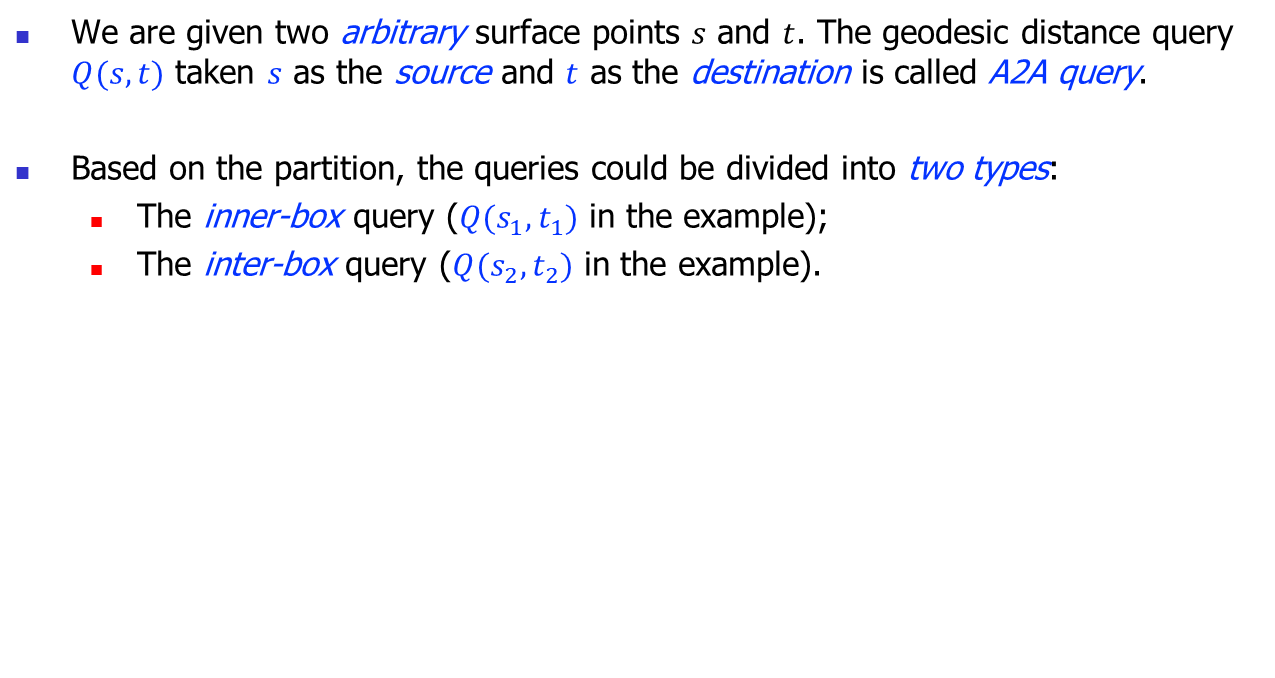 ▪ We are given two arbitrary surface points s and t. The geodesic distance query
Q(s, t) taken s as the source and t as the destination is called A2A query.
▪ Based on the partition, the queries could be divided into two types:
▪ The inner-box query (Q(s₁, t₁) in the example);
▪ The inter-box query (Q(s₂, t₂) in the example).